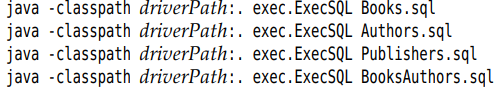 java -classpath driverPath:. exec.ExecSQL Books.sql
java -classpath driverPath:. exec.ExecSQL Authors.sql
java -classpath driverPath:. exec.ExecSQL Publishers.sql
java -classpath driverPath:. exec.ExecSQL BooksAuthors.sql